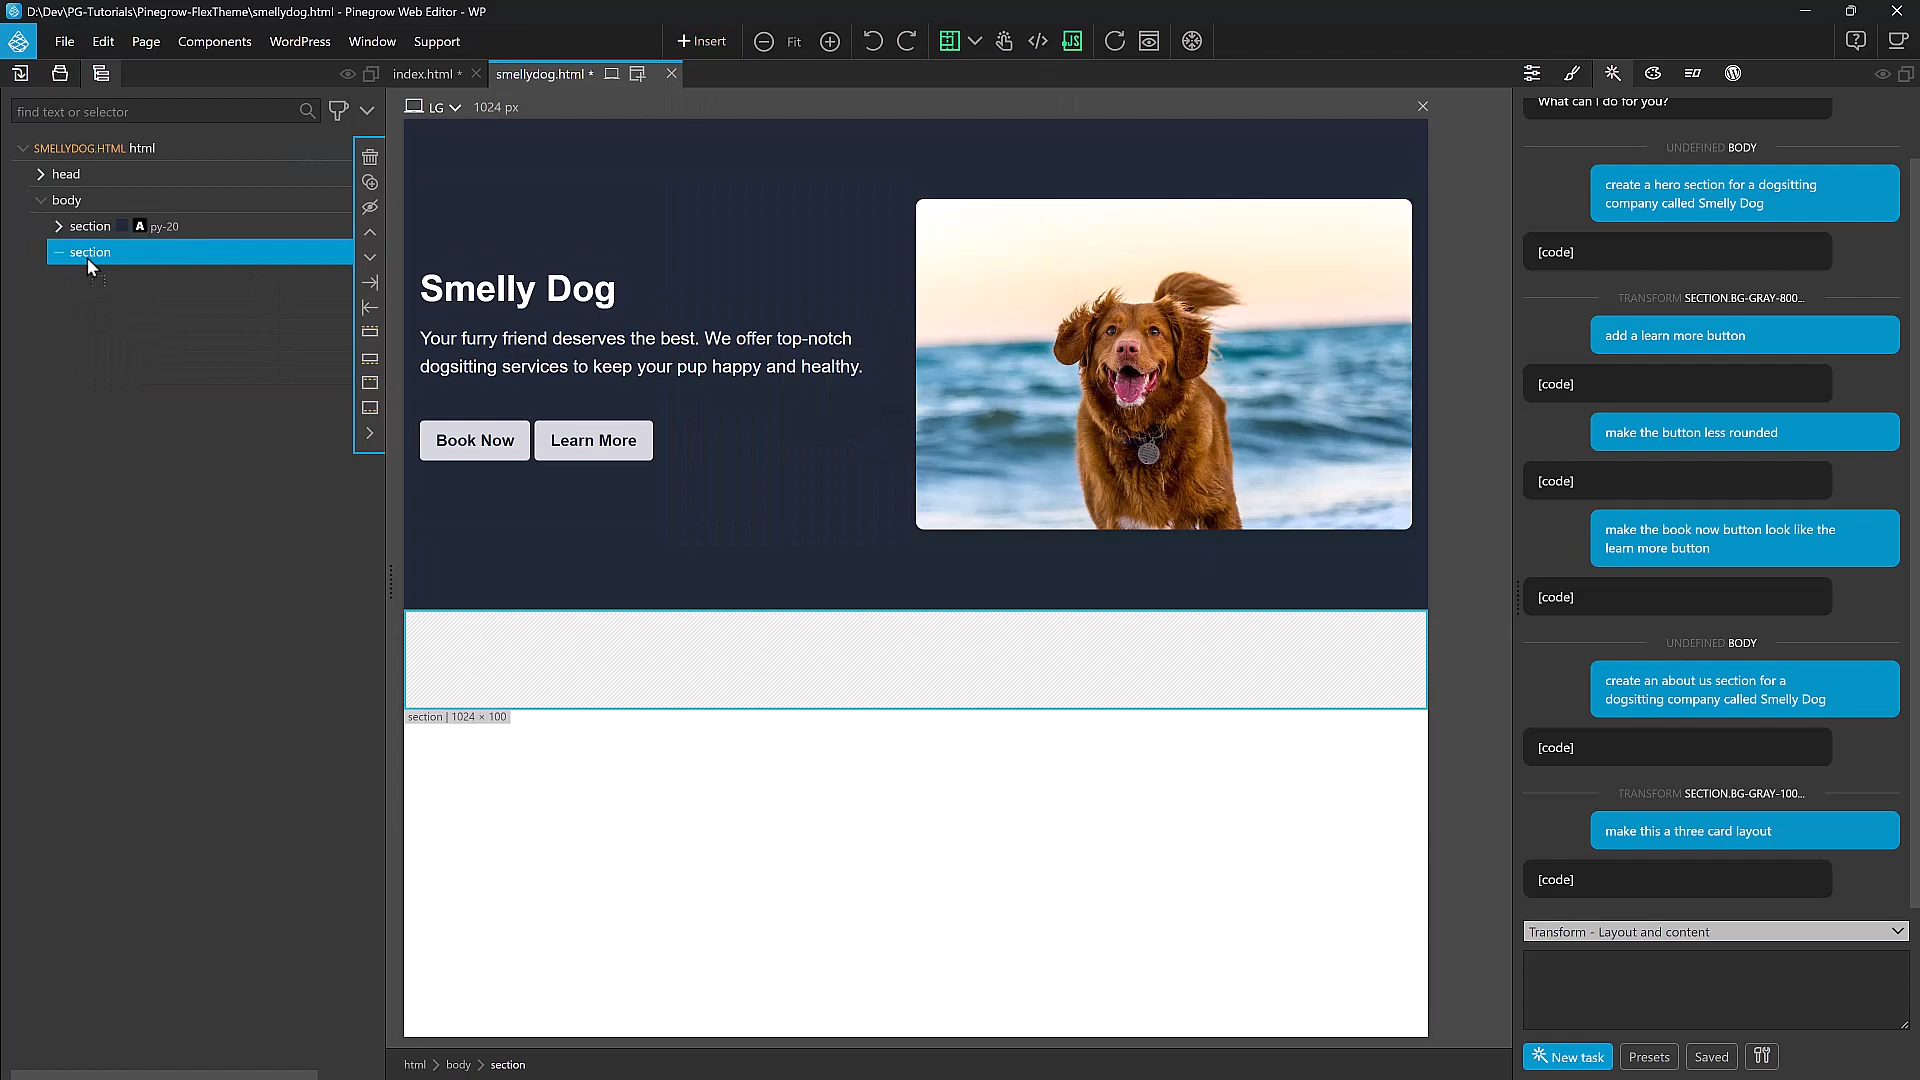 D:\Dev\PG-Tutorials\Pinegrow-FlexTheme\smellydog.html - Pinegrow Web Editor - WP
File Edit Page Components WordPress Window Support
Insert Fit
JS
index.html * smellydog.html *
find text or selector
LG 1024 px
SMELLYDOG.HTML html
head
body
section A py-20
section
Smelly Dog
Your furry friend deserves the best. We offer top-notch
dogsitting services to keep your pup happy and healthy.
Book Now Learn More
section | 1024 × 100
What can I do for you?
UNDEFINED BODY
create a hero section for a dogsitting
company called Smelly Dog
[code]
TRANSFORM SECTION.BG-GRAY-800...
add a learn more button
[code]
make the button less rounded
[code]
make the book now button look like the
learn more button
[code]
UNDEFINED BODY
create an about us section for a
dogsitting company called Smelly Dog
[code]
TRANSFORM SECTION.BG-GRAY-100...
make this a three card layout
[code]
Transform - Layout and content
New task Presets Saved
html body section